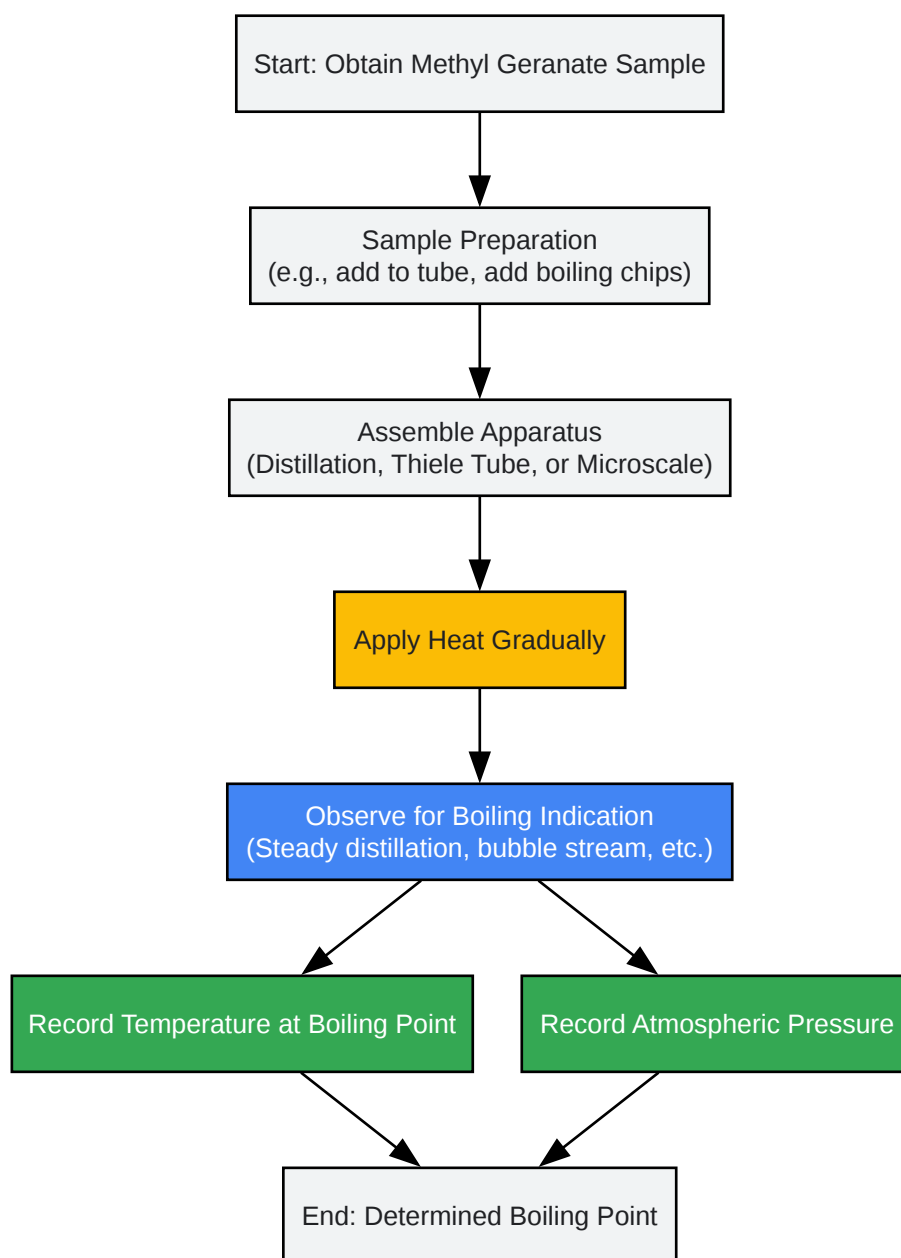 Start: Obtain Methyl Geranate Sample
Sample Preparation
(e.g., add to tube, add boiling chips)
Assemble Apparatus
(Distillation, Thiele Tube, or Microscale)
Apply Heat Gradually
Observe for Boiling Indication
(Steady distillation, bubble stream, etc.)
Record Temperature at Boiling Point
Record Atmospheric Pressure
End: Determined Boiling Point